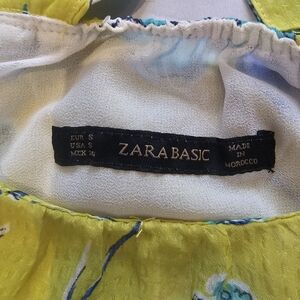 EUR S
USA S
MEX 26
ZARA BASIC
MADE
IN
MOROCCO